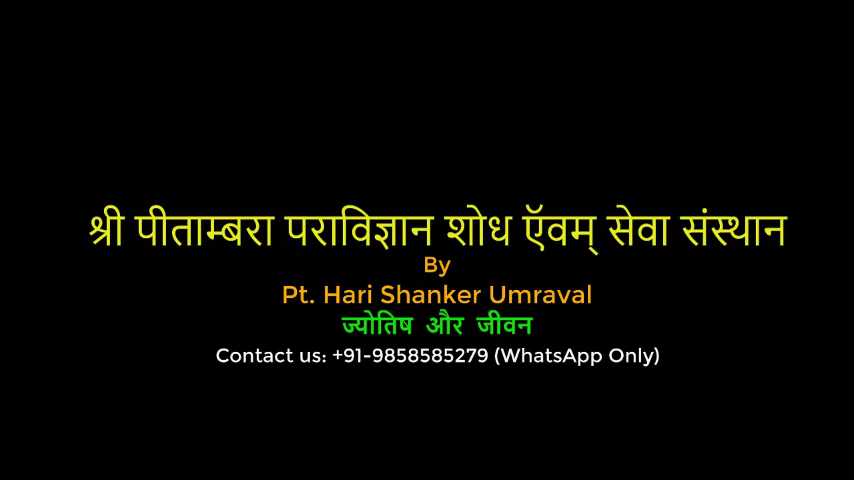 श्री पीताम्बरा पराविज्ञान शोध ऍवम् सेवा संस्थान
By
Pt. Hari Shanker Umraval
ज्योतिष और जीवन
Contact us: +91-9858585279 (WhatsApp Only)